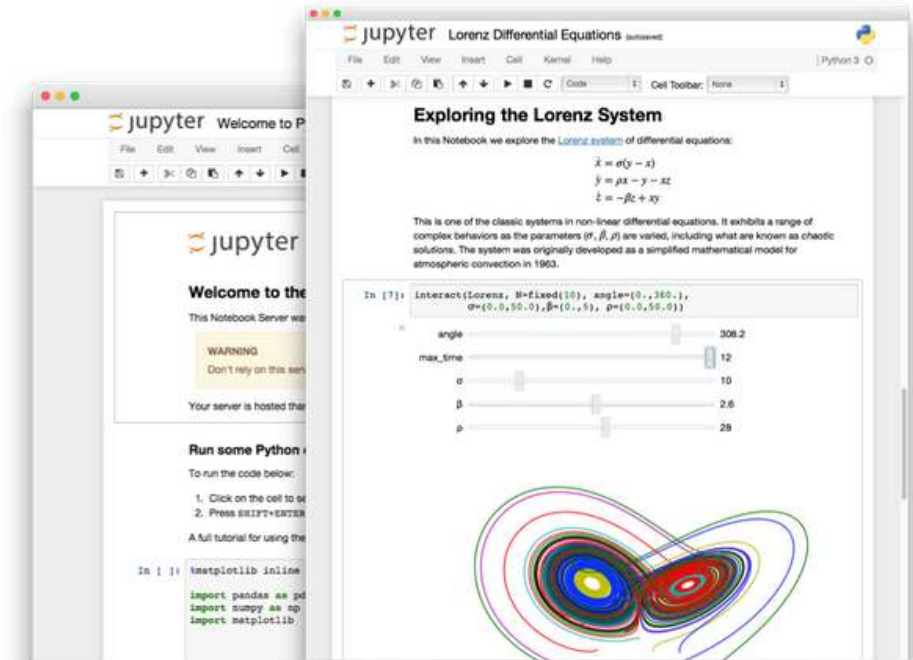 jupyter Welcome to P
File Edit View Insert Cell
jupyter
Welcome to the
This Notebook Server was
WARNING
Don't rely on this serv
Your server is hosted than
Run some Python
To run the code below:
1. Click on the cell to se
2. Press SHIFT+ENTER
A full tutorial for using the
In [ ]: %matplotlib inline
import pandas as pd
import numpy as np
import matplotlib
jupyter Lorenz Differential Equations (autosaved)
File Edit View Insert Cell Kernel Help Python 3
Code Cell Toolbar: None
Exploring the Lorenz System
In this Notebook we explore the Lorenz system of differential equations:
ẋ = σ(y − x)
ẏ = ρx − y − xz
ż = −βz + xy
This is one of the classic systems in non-linear differential equations. It exhibits a range of
complex behaviors as the parameters (σ, β, ρ) are varied, including what are known as chaotic
solutions. The system was originally developed as a simplified mathematical model for
atmospheric convection in 1963.
In [7]: interact(Lorenz, N=fixed(10), angle=(0.,360.),
σ=(0.0,50.0),β=(0.,5), ρ=(0.0,50.0))
angle 308.2
max_time 12
σ 10
β 2.6
ρ 28